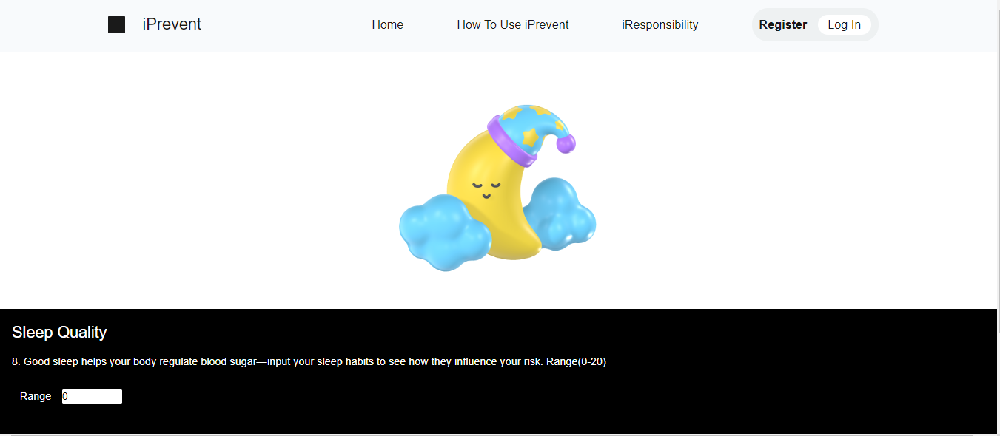 iPrevent
Home
How To Use iPrevent
iResponsibility
Register
Log In
Sleep Quality
8. Good sleep helps your body regulate blood sugar—input your sleep habits to see how they influence your risk. Range(0-20)
Range 0